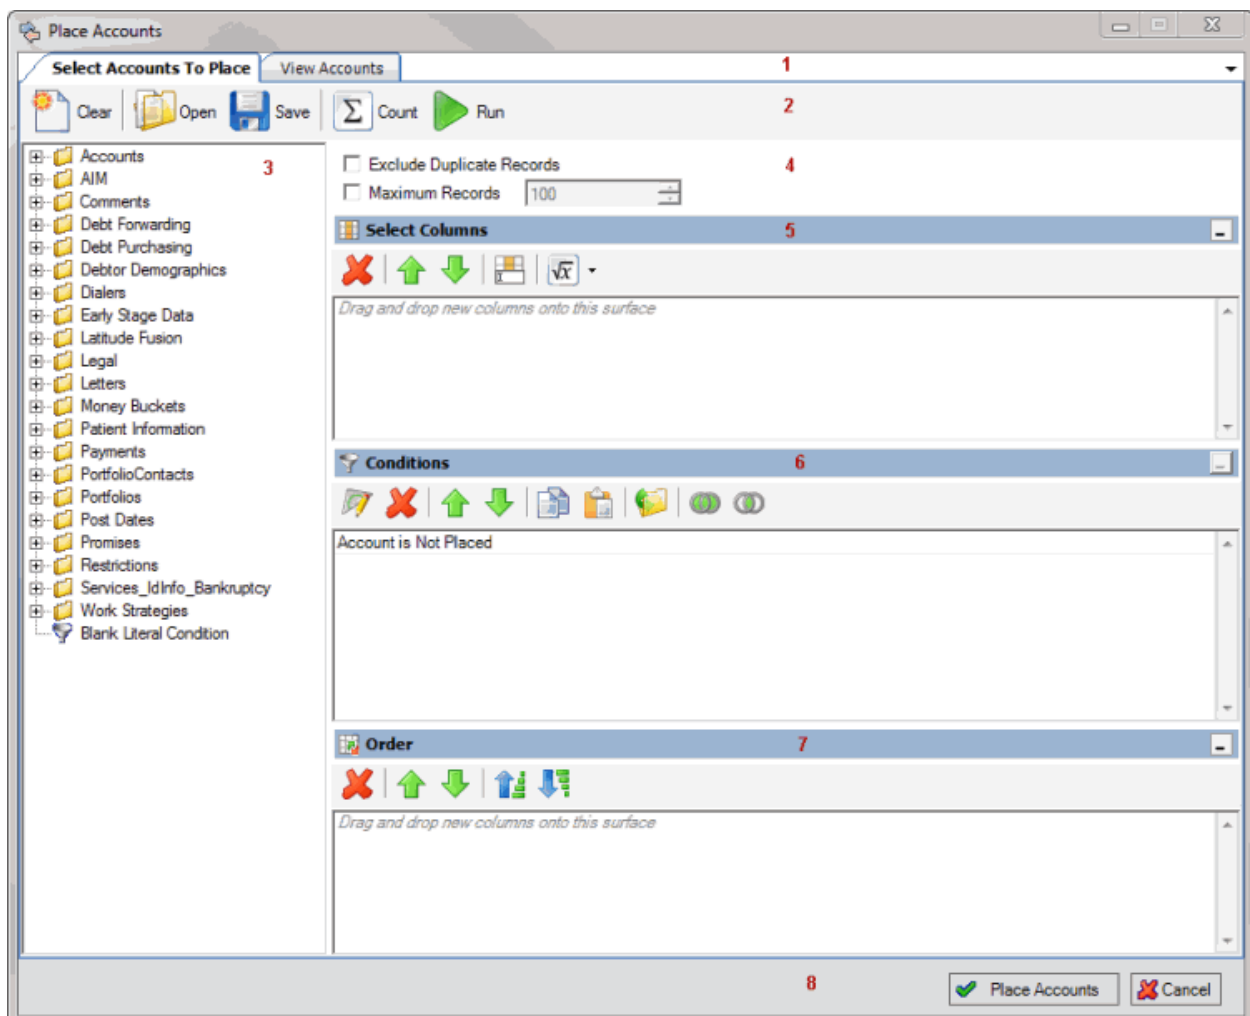 Place Accounts
Select Accounts To Place View Accounts 1
Clear Open Save Σ Count Run 2
3
Accounts
AIM
Comments
Debt Forwarding
Debt Purchasing
Debtor Demographics
Dialers
Early Stage Data
Latitude Fusion
Legal
Letters
Money Buckets
Patient Information
Payments
PortfolioContacts
Portfolios
Post Dates
Promises
Restrictions
Services_IdInfo_Bankruptcy
Work Strategies
Blank Literal Condition
Exclude Duplicate Records 4
Maximum Records 100
Select Columns 5
√x
Drag and drop new columns onto this surface
Conditions 6
Account is Not Placed
Order 7
Drag and drop new columns onto this surface
8 Place Accounts Cancel